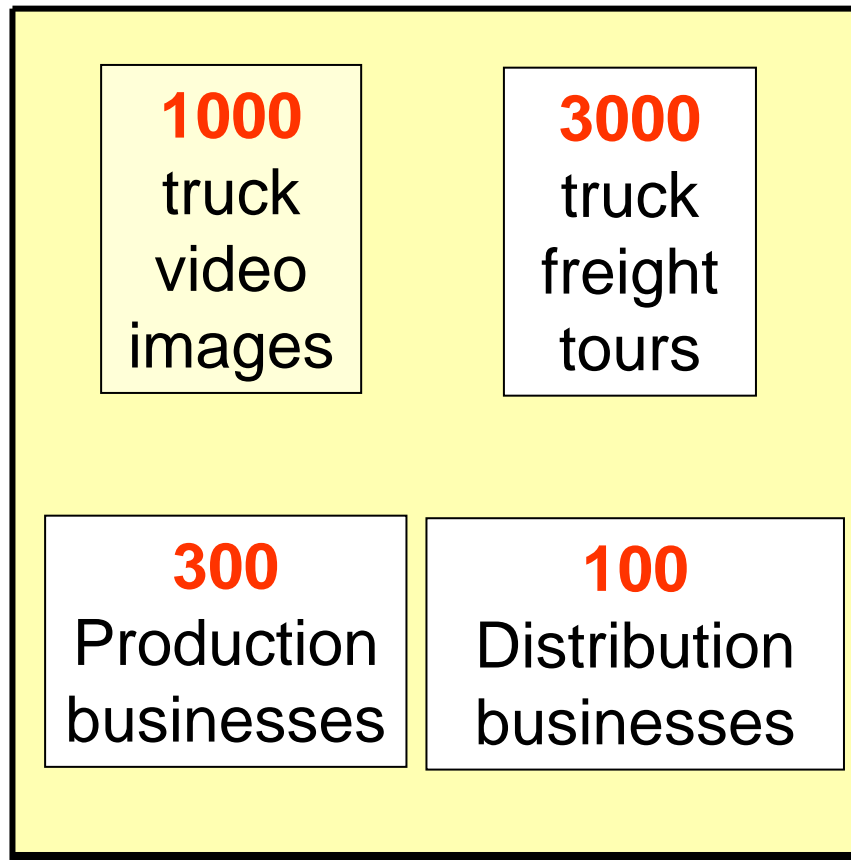 1000
truck
video
images
3000
truck
freight
tours
300
Production
businesses
100
Distribution
businesses